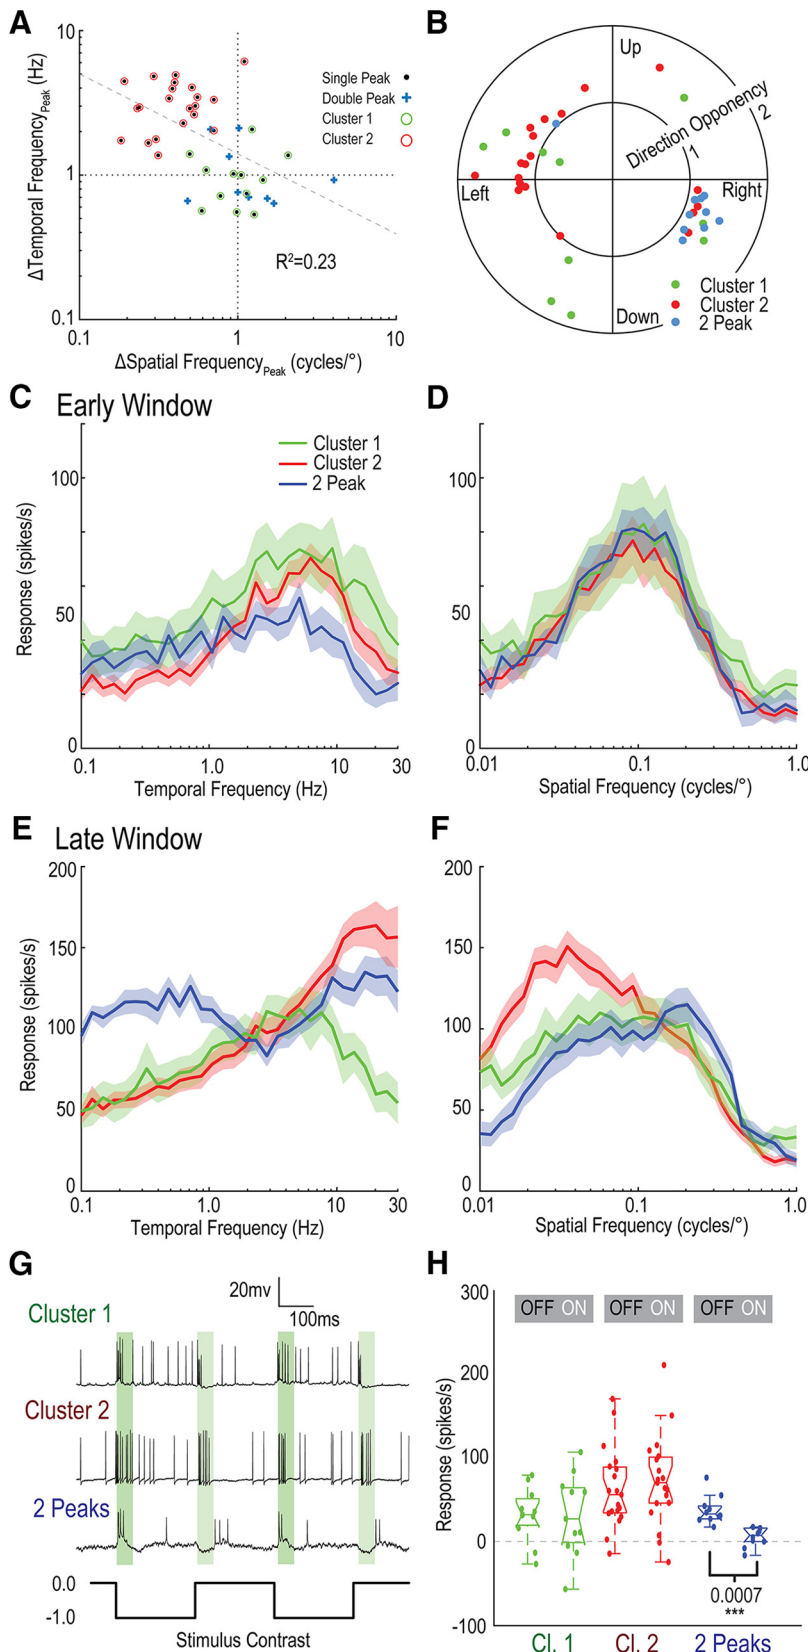 A
10
1
0.1
ΔTemporal Frequency Peak (Hz)
0.1
1
10
ΔSpatial Frequency Peak (cycles/°)
Single Peak
Double Peak
Cluster 1
Cluster 2
R²=0.23
B
Up
Direction Opponency
1
2
Left
Right
Down
Cluster 1
Cluster 2
2 Peak
C
Early Window
Cluster 1
Cluster 2
2 Peak
100
50
0
Response (spikes/s)
0.1
1.0
10
30
Temporal Frequency (Hz)
D
100
50
0
0.01
0.1
1.0
Spatial Frequency (cycles/°)
E
Late Window
200
150
100
50
0
Response (spikes/s)
0.1
1.0
10
30
Temporal Frequency (Hz)
F
200
150
100
50
0
0.01
0.1
1.0
Spatial Frequency (cycles/°)
G
20mv
100ms
Cluster 1
Cluster 2
2 Peaks
0.0
-1.0
Stimulus Contrast
H
300
200
100
0
-100
Response (spikes/s)
OFF ON
OFF ON
OFF ON
0.0007
***
Cl. 1
Cl. 2
2 Peaks